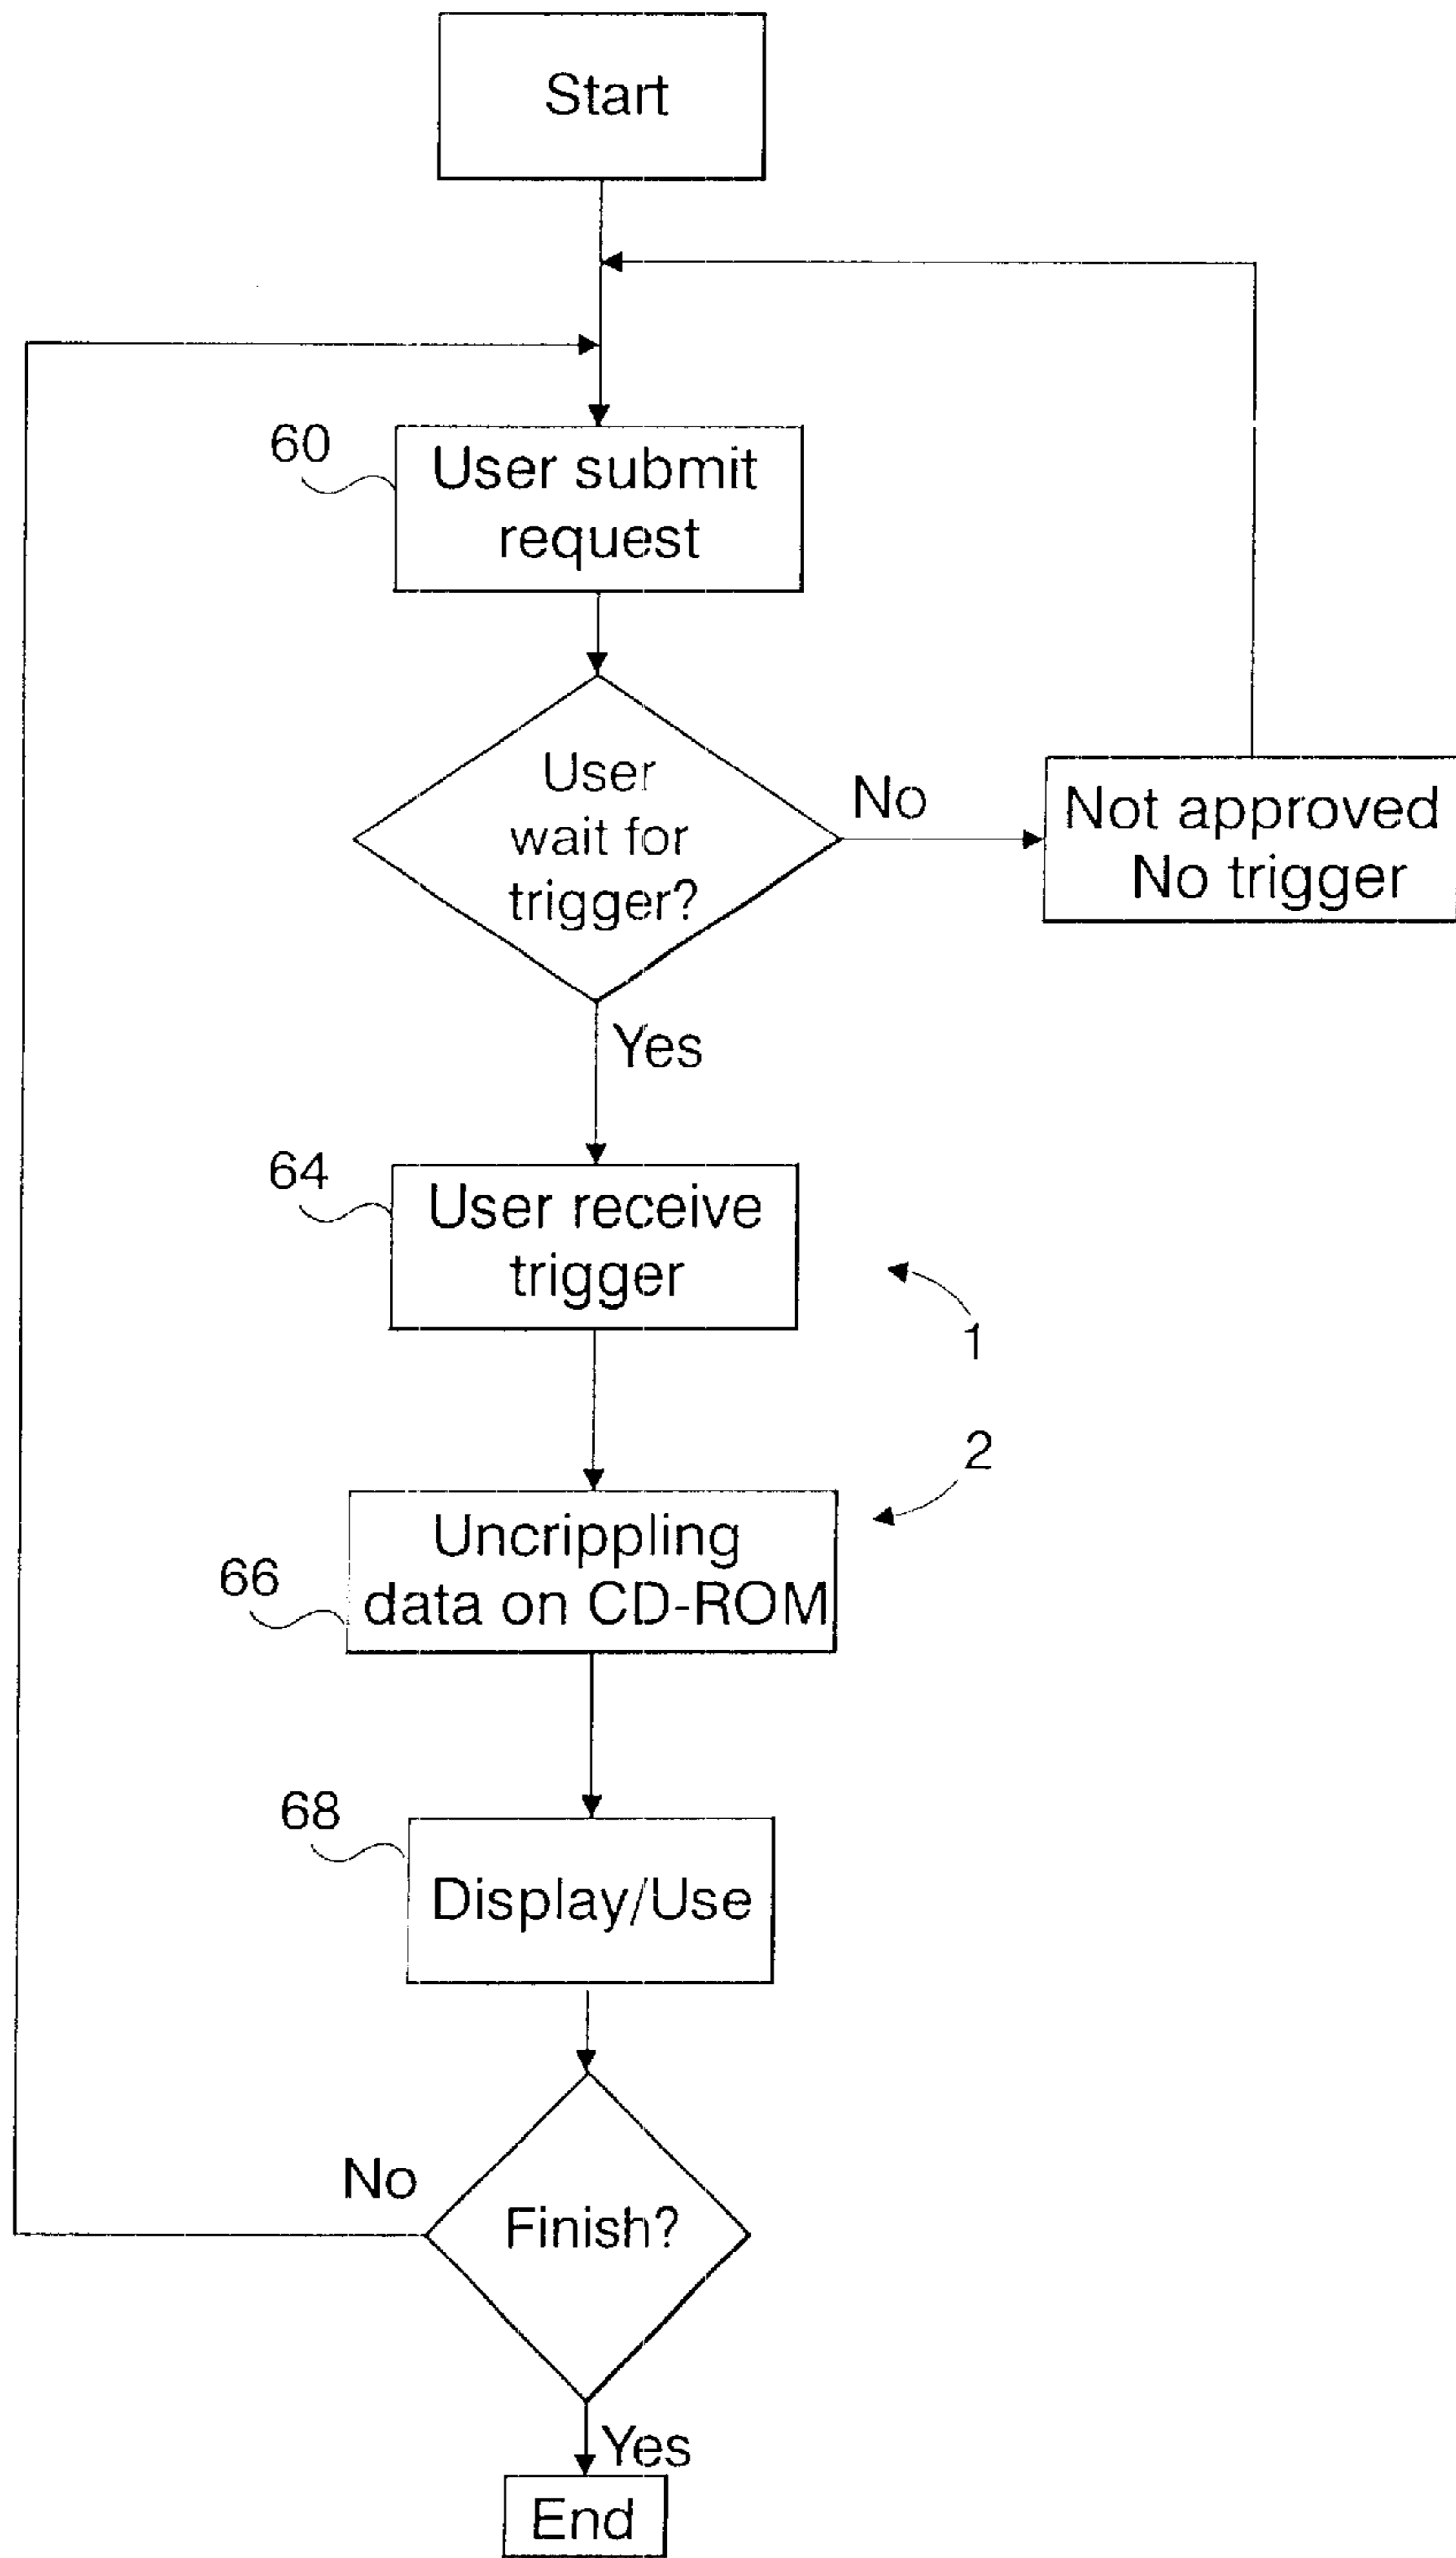 Start
60
User submit
request
User
wait for
trigger?
No
Not approved
No trigger
Yes
64
User receive
trigger
1
2
66
Uncrippling
data on CD-ROM
68
Display/Use
No
Finish?
Yes
End